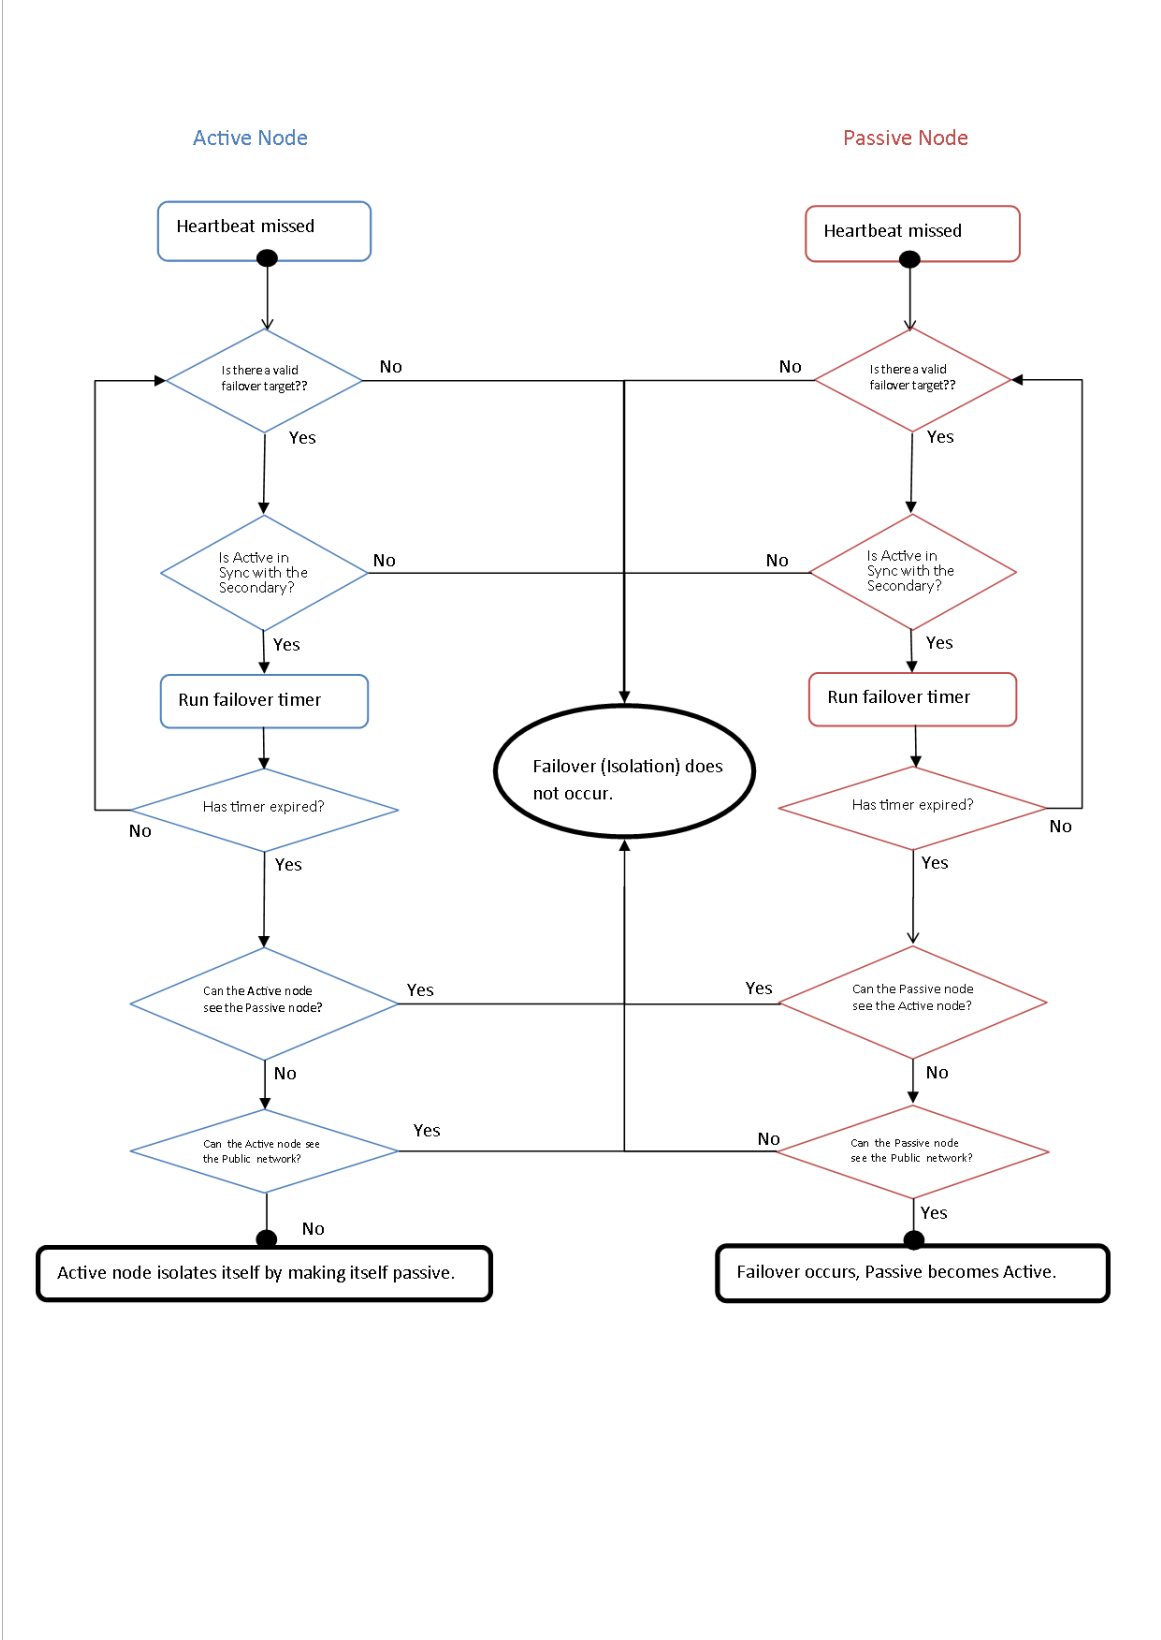 Active Node
Passive Node
Heartbeat missed
Heartbeat missed
Is there a valid
failover target??
No
No
Is there a valid
failover target??
Yes
Yes
Is Active in
Sync with the
Secondary?
No
No
Is Active in
Sync with the
Secondary?
Yes
Yes
Run failover timer
Run failover timer
Failover (Isolation) does
not occur.
Has timer expired?
No
Has timer expired?
No
Yes
Yes
Can the Active node
see the Passive node?
Yes
Yes
Can the Passive node
see the Active node?
No
No
Can the Active node see
the Public network?
Yes
No
Can the Passive node
see the Public network?
No
Yes
Active node isolates itself by making itself passive.
Failover occurs, Passive becomes Active.